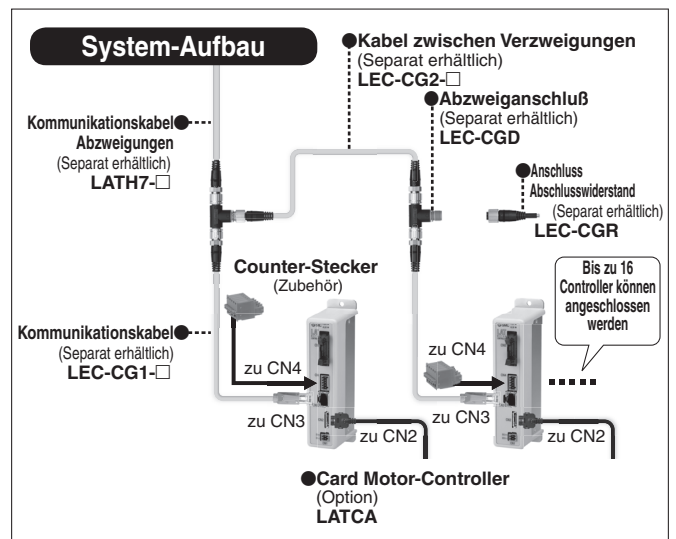 System-Aufbau
●Kabel zwischen Verzweigungen
(Separat erhältlich)
LEC-CG2-□
●Abzweiganschluß
(Separat erhältlich)
LEC-CGD
Kommunikationskabel●
Abzweigungen
(Separat erhältlich)
LATH7-□
●Anschluss
Abschlusswiderstand
(Separat erhältlich)
LEC-CGR
Counter-Stecker
(Zubehör)
Bis zu 16
Controller können
angeschlossen
werden
Kommunikationskabel●
(Separat erhältlich)
LEC-CG1-□
zu CN4
zu CN3
zu CN2
zu CN4
zu CN3
zu CN2
●Card Motor-Controller
(Option)
LATCA